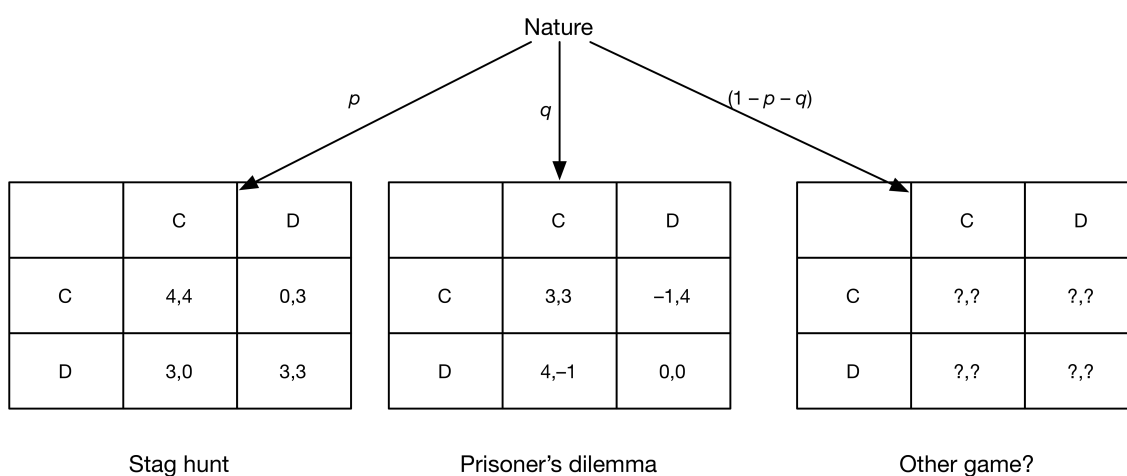 Nature
p
q
(1 – p – q)
C D
C 4,4 0,3
D 3,0 3,3
C D
C 3,3 –1,4
D 4,–1 0,0
C D
C ?,? ?,?
D ?,? ?,?
Stag hunt
Prisoner's dilemma
Other game?